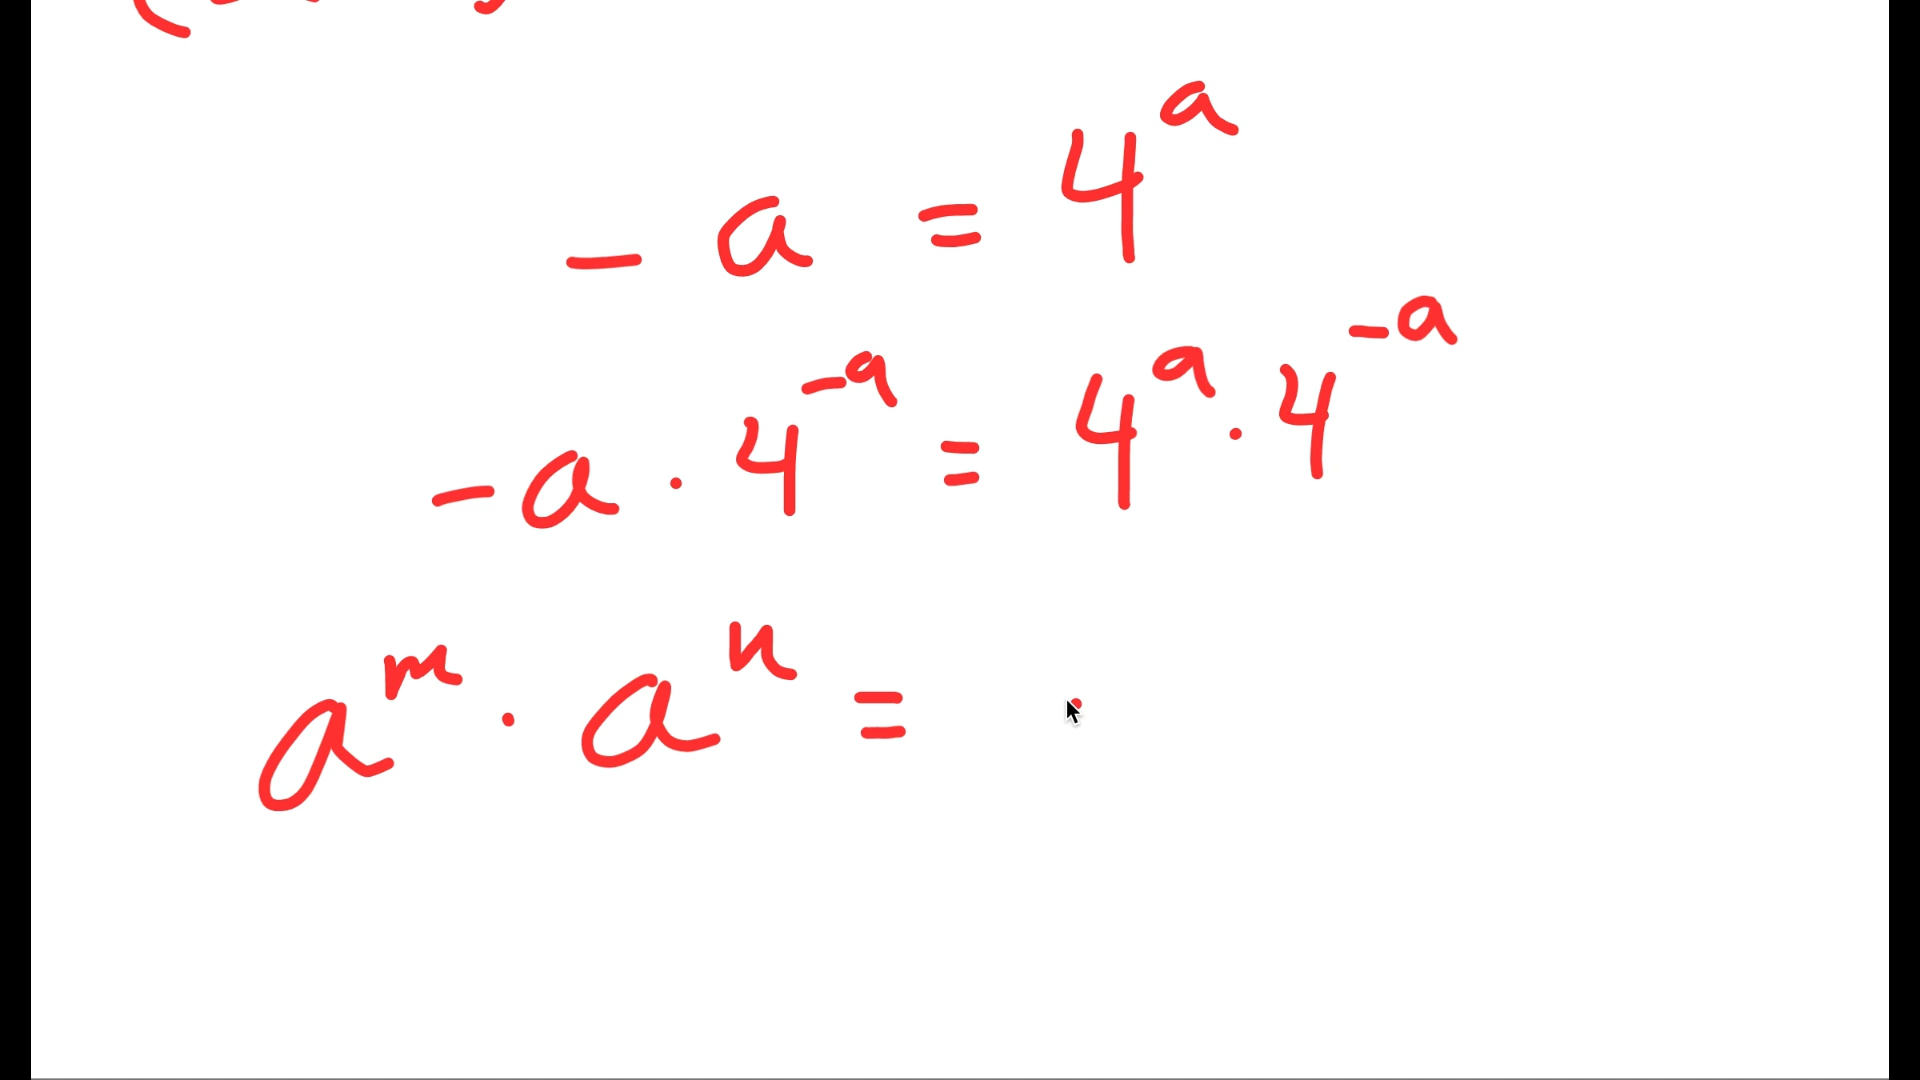 - a = 4^a
- a · 4^-a = 4^a · 4^-a
a^m · a^n =